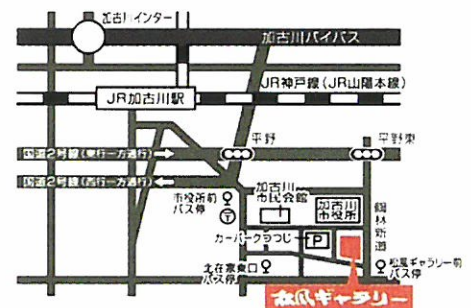 加古川インター
加古川バイパス
JR神戸線(JR山陽本線)
JR加古川駅
平野
平野東
国道2号線(東行一方通行)
国道2号線(西行一方通行)
市役所前
バス停
加古川
市民会館
加古川
市役所
カーパークつつじ
P
鶴林新道
北在家東口
バス停
松風ギャラリー前
バス停
松風ギャラリー